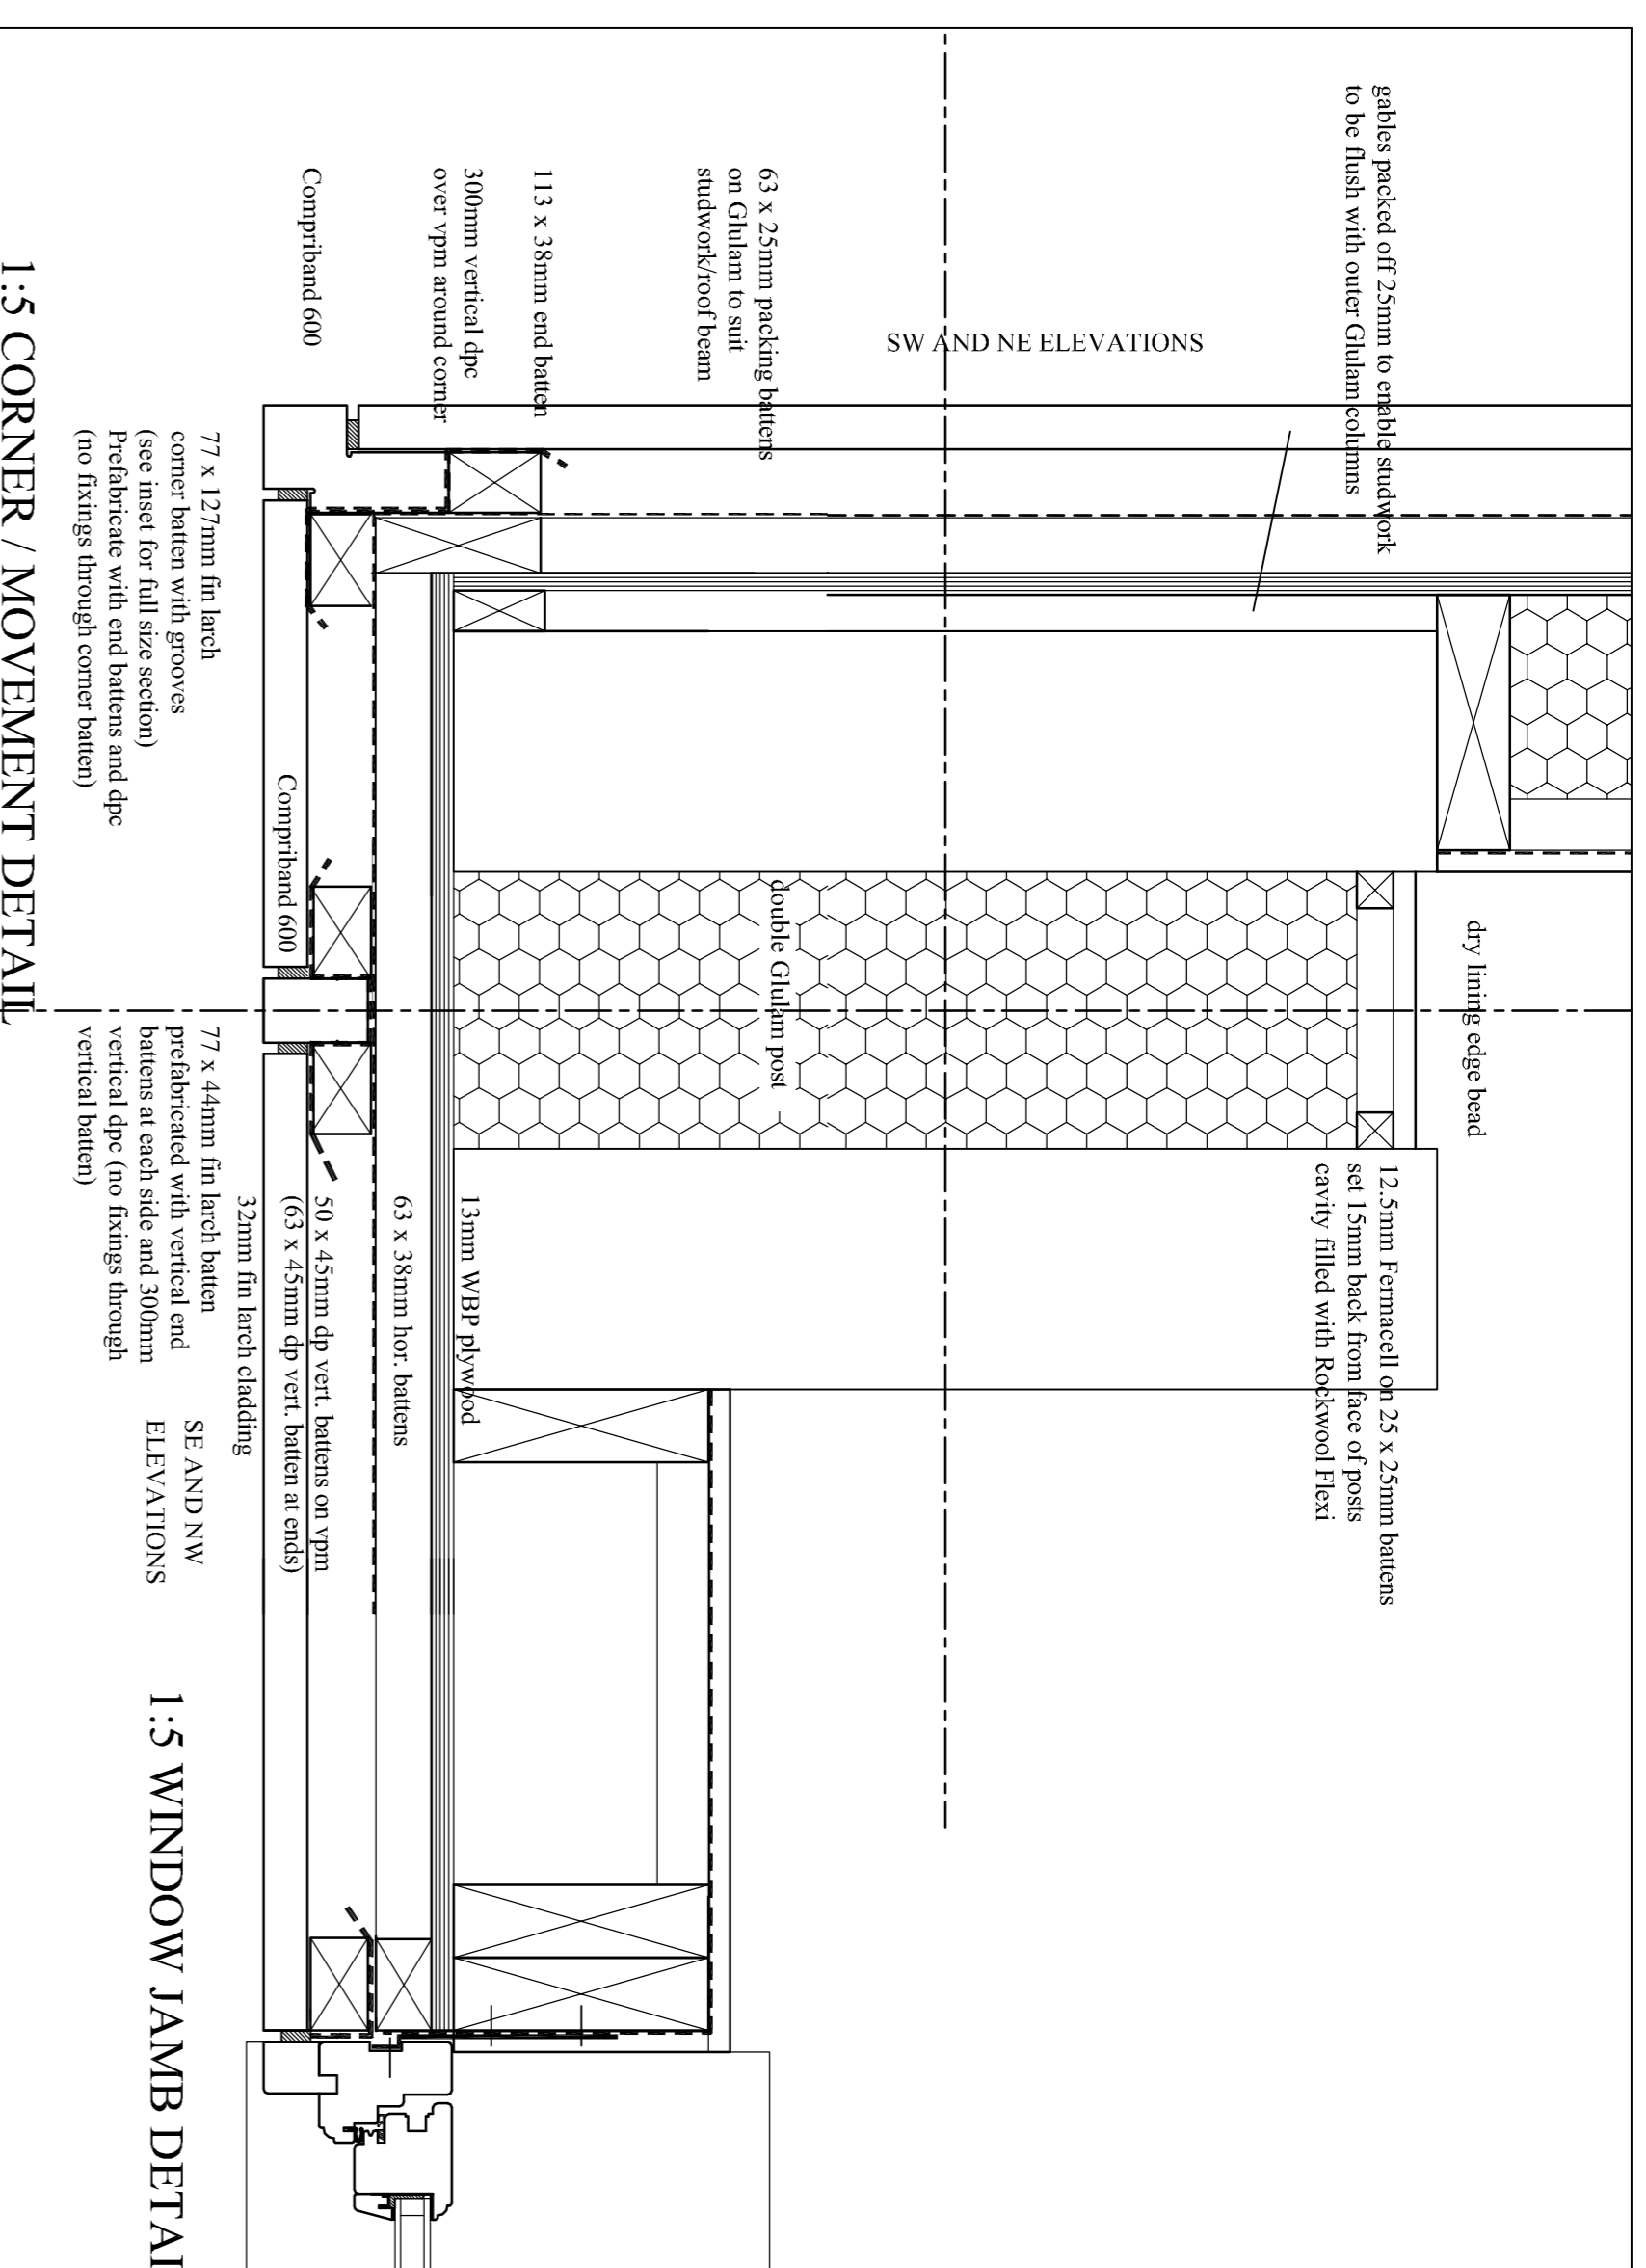 gables packed off 25mm to enable studwork
to be flush with outer Glulam columns
SW AND NE ELEVATIONS
63 x 25mm packing battens
on Glulam to suit
studwork/roof beam
113 x 38mm end batten
300mm vertical dpc
over vpm around corner
Compriband 600
dry lining edge bead
12.5mm Fermacell on 25 x 25mm battens
set 15mm back from face of posts
cavity filled with Rockwool Flexi
double Glulam post
13mm WBP plywood
63 x 38mm hor. battens
50 x 45mm dp vert. battens on vpm
(63 x 45mm dp vert. batten at ends)
32mm fin larch cladding
Compriband 600
77 x 127mm fin larch
corner batten with grooves
(see inset for full size section)
Prefabricate with end battens and dpc
(no fixings through corner batten)
77 x 44mm fin larch batten
prefabricated with vertical end
battens at each side and 300mm
vertical dpc (no fixings through
vertical batten)
SE AND NW
ELEVATIONS
1:5 CORNER / MOVEMENT DETAIL
1:5 WINDOW JAMB DETAI